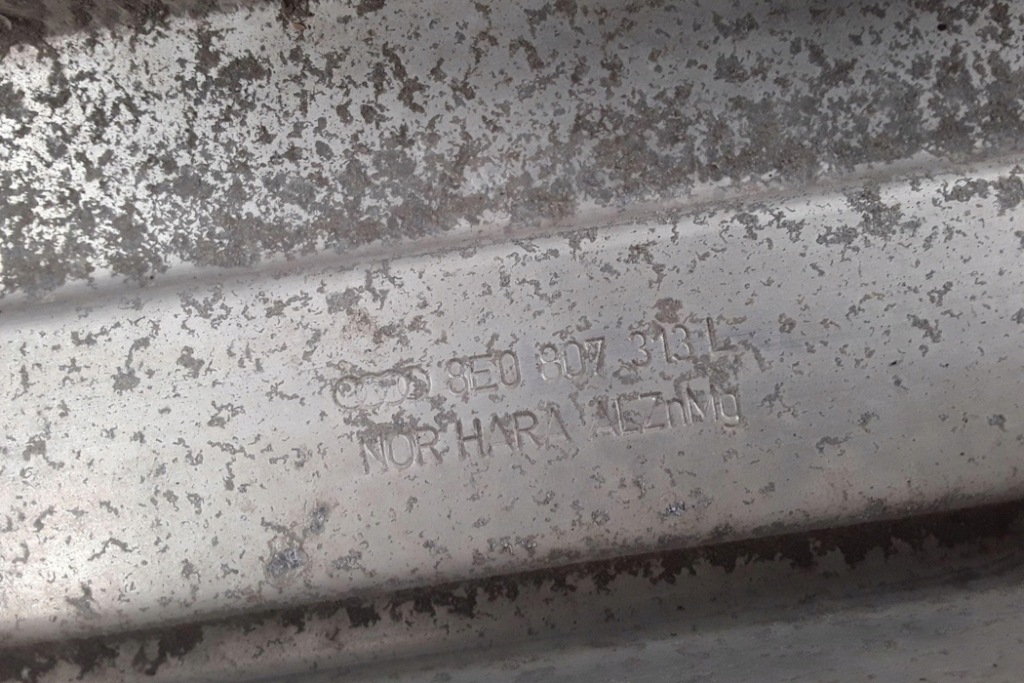 8E0 807 313 L
NOR HARA ALZnMg